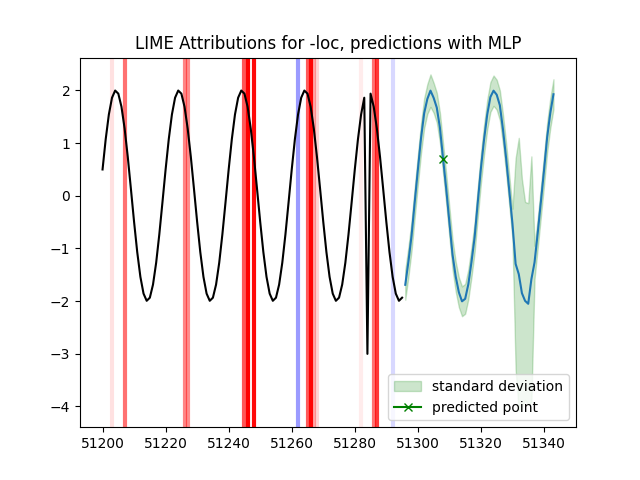 LIME Attributions for -loc, predictions with MLP
2
1
0
−1
−2
−3
−4
standard deviation
predicted point
51200 51220 51240 51260 51280 51300 51320 51340